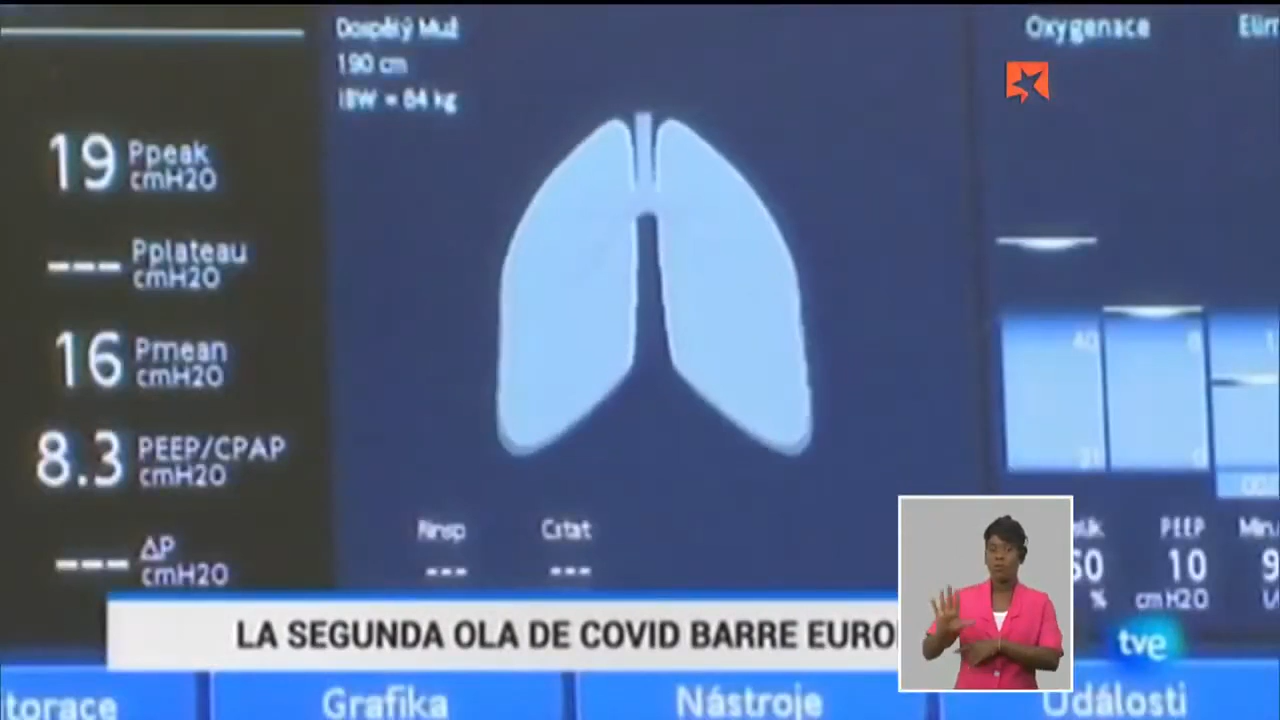 Dospělý Muž
190 cm
IBW = 84 kg
Oxygenace
19 Ppeak
cmH2O
--- Pplateau
cmH2O
16 Pmean
cmH2O
8.3 PEEP/CPAP
cmH2O
--- ΔP
cmH2O
Rinsp
---
Cstat
---
40
PEEP
10
cmH2O
%
LA SEGUNDA OLA DE COVID BARRE
tve
Grafika
Nástroje
Události